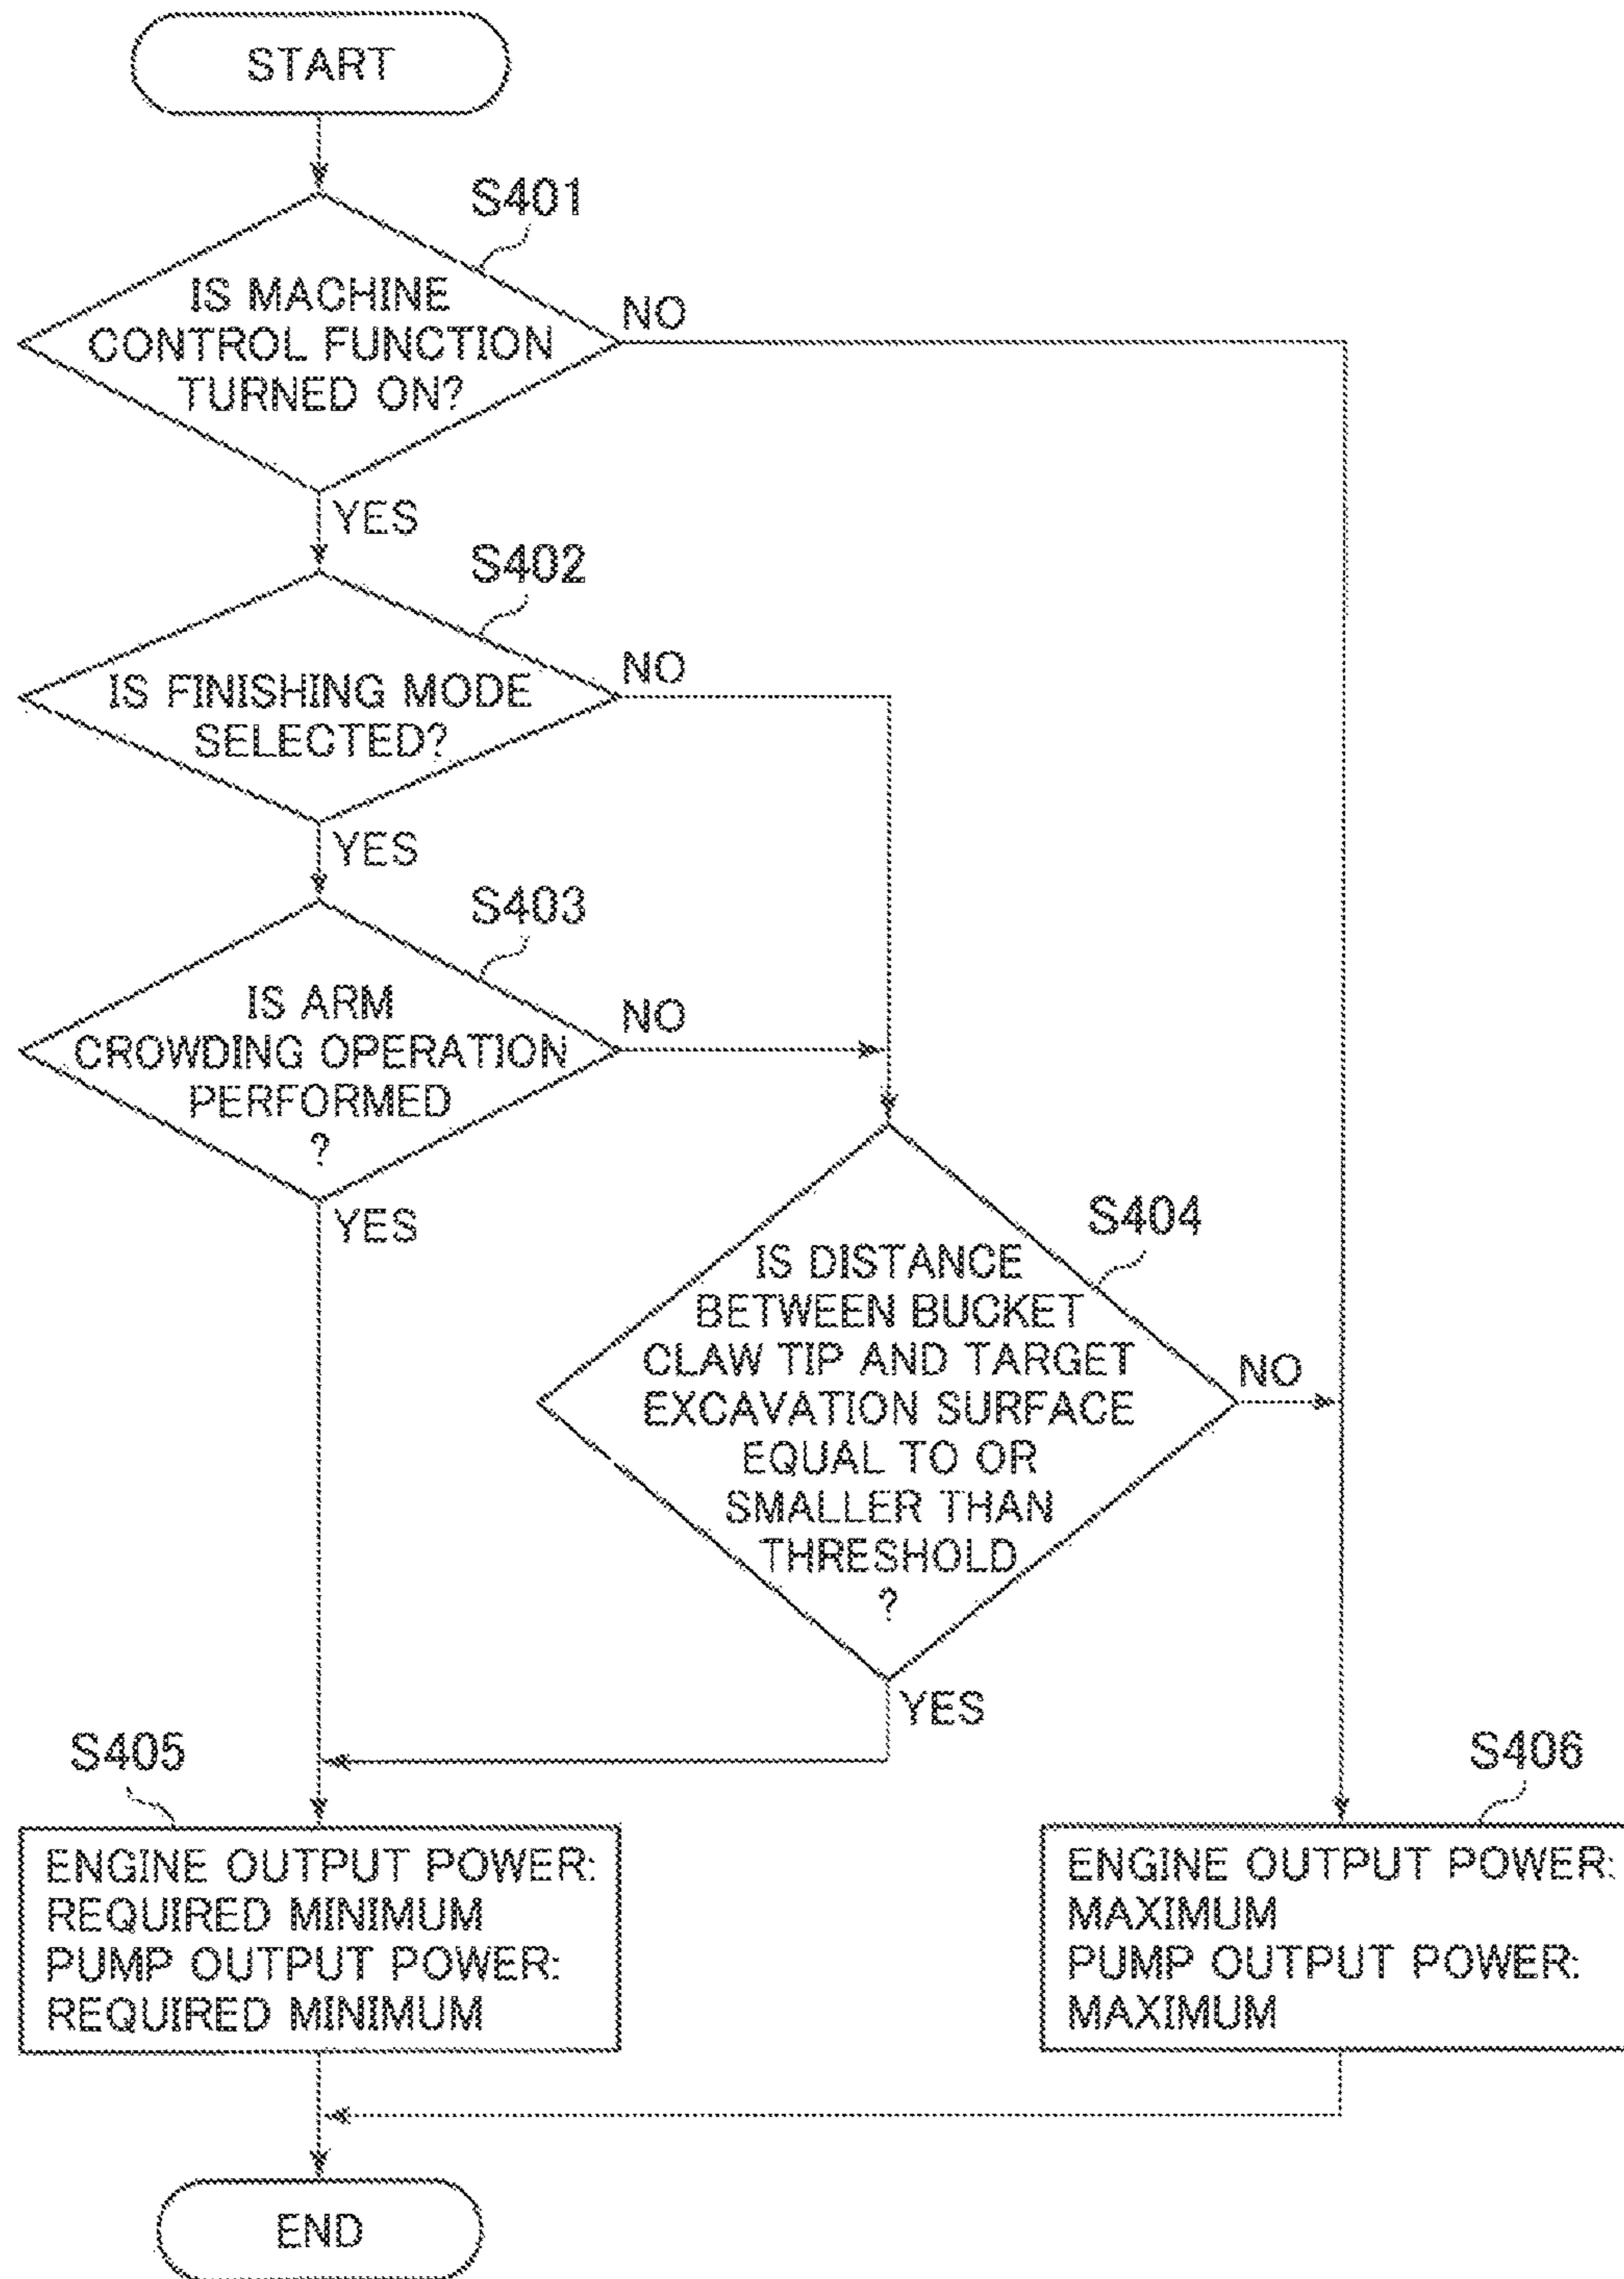 START
S401
IS MACHINE
CONTROL FUNCTION
TURNED ON?
NO
YES
S402
IS FINISHING MODE
SELECTED?
NO
YES
S403
IS ARM
CROWDING OPERATION
PERFORMED
?
NO
YES
S404
IS DISTANCE
BETWEEN BUCKET
CLAW TIP AND TARGET
EXCAVATION SURFACE
EQUAL TO OR
SMALLER THAN
THRESHOLD
?
NO
YES
S405
ENGINE OUTPUT POWER:
REQUIRED MINIMUM
PUMP OUTPUT POWER:
REQUIRED MINIMUM
S406
ENGINE OUTPUT POWER:
MAXIMUM
PUMP OUTPUT POWER:
MAXIMUM
END